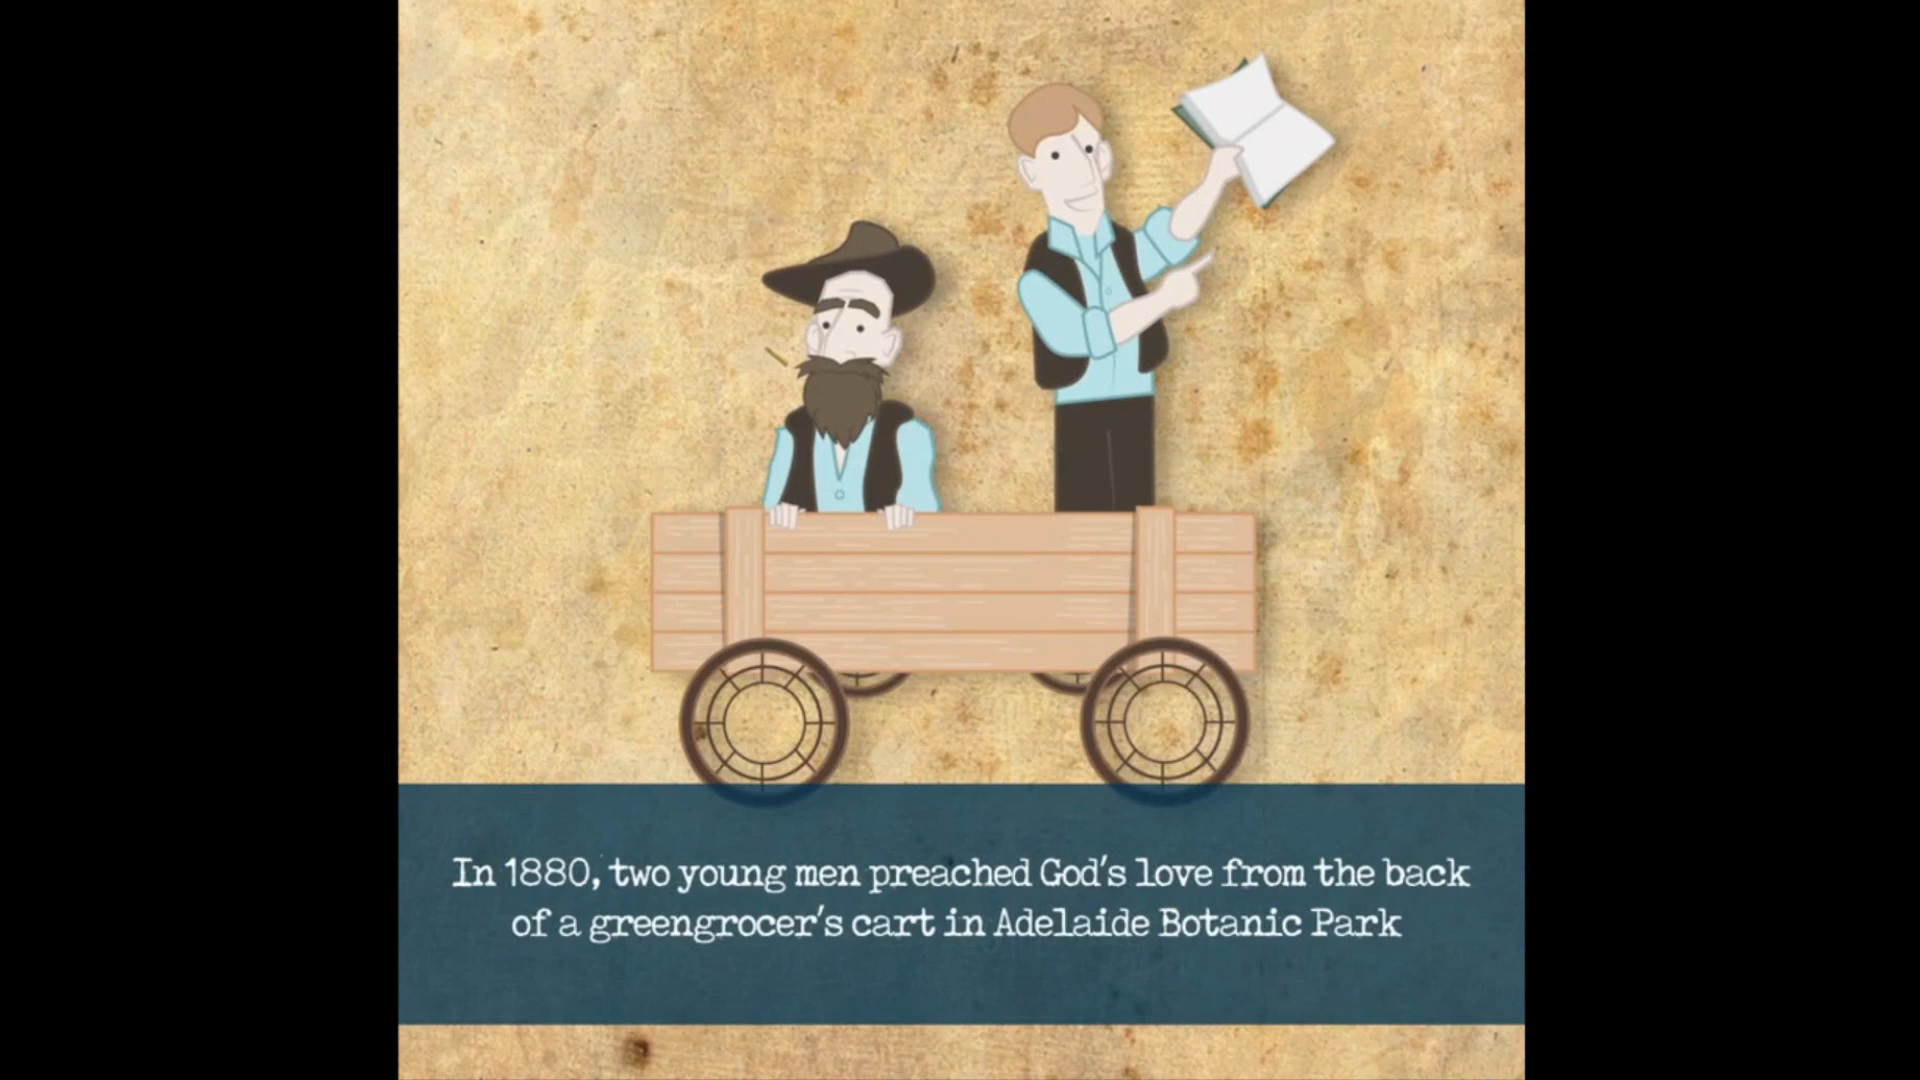 In 1880, two young men preached God's love from the back
of a greengrocer's cart in Adelaide Botanic Park